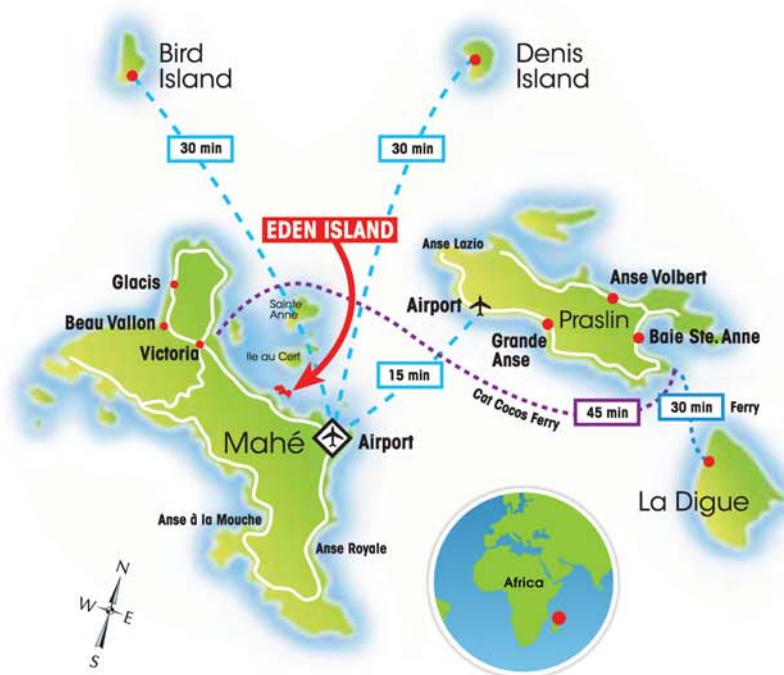 Bird
Island
Denis
Island
30 min
30 min
EDEN ISLAND
Anse Lazio
Glacis
Anse Volbert
Sainte
Anne
Airport
Praslin
Beau Vallon
Grande
Anse
Baie Ste. Anne
Victoria
Ile au Cerf
15 min
Cat Cocos Ferry
45 min
30 min
Ferry
Mahé
Airport
La Digue
Anse à la Mouche
Anse Royale
Africa
N
W
E
S